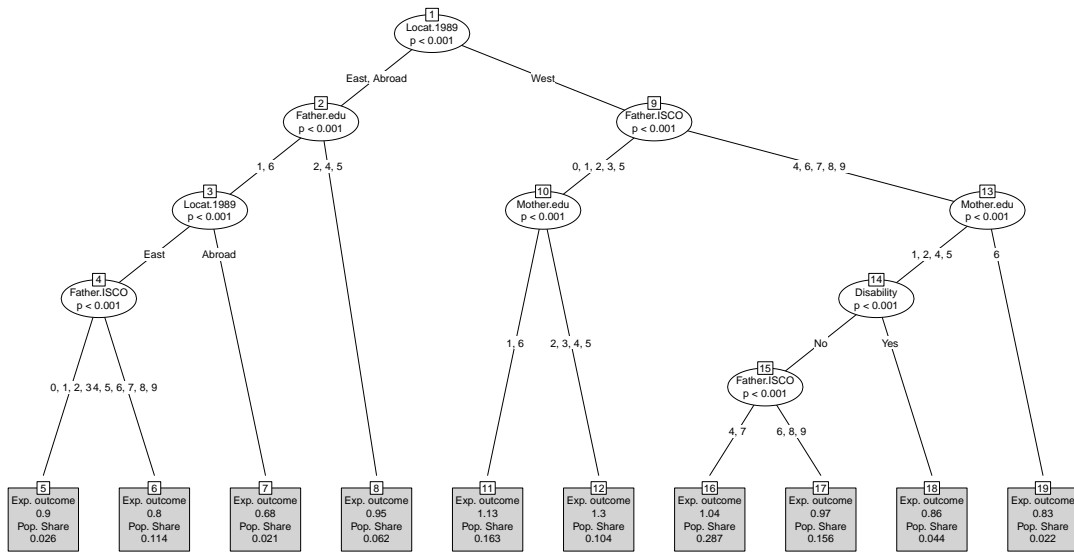 1
Locat.1989
p < 0.001
East, Abroad
West
2
Father.edu
p < 0.001
9
Father.ISCO
p < 0.001
1, 6
2, 4, 5
0, 1, 2, 3, 5
4, 6, 7, 8, 9
3
Locat.1989
p < 0.001
10
Mother.edu
p < 0.001
13
Mother.edu
p < 0.001
East
Abroad
1, 2, 4, 5
6
4
Father.ISCO
p < 0.001
14
Disability
p < 0.001
1, 6
2, 3, 4, 5
No
Yes
15
Father.ISCO
p < 0.001
0, 1, 2, 3
4, 5, 6, 7, 8, 9
4, 7
6, 8, 9
5
Exp. outcome
0.9
Pop. Share
0.026
6
Exp. outcome
0.8
Pop. Share
0.114
7
Exp. outcome
0.68
Pop. Share
0.021
8
Exp. outcome
0.95
Pop. Share
0.062
11
Exp. outcome
1.13
Pop. Share
0.163
12
Exp. outcome
1.3
Pop. Share
0.104
16
Exp. outcome
1.04
Pop. Share
0.287
17
Exp. outcome
0.97
Pop. Share
0.156
18
Exp. outcome
0.86
Pop. Share
0.044
19
Exp. outcome
0.83
Pop. Share
0.022